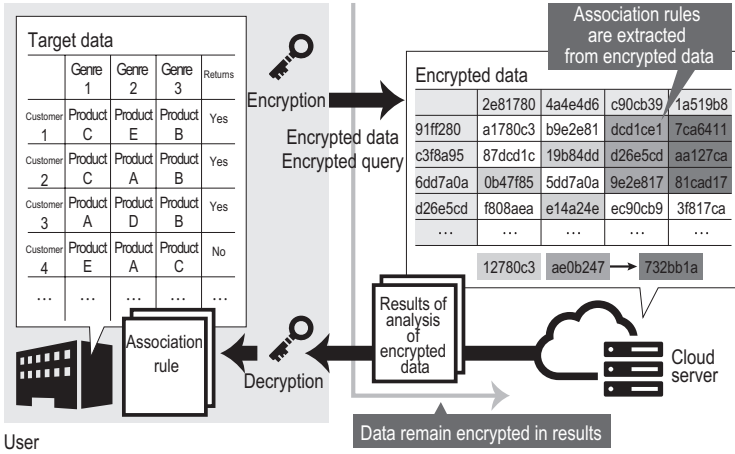 Association rules
are extracted
from encrypted data
Target data
Genre 1 Genre 2 Genre 3 Returns
Customer 1 Product C Product E Product B Yes
Customer 2 Product C Product A Product B Yes
Customer 3 Product A Product D Product B Yes
Customer 4 Product E Product A Product C No
... ... ... ... ...
Encryption
Encrypted data
Encrypted query
Encrypted data
2e81780 4a4e4d6 c90cb39 1a519b8
91ff280 a1780c3 b9e2e81 dcd1ce1 7ca6411
c3f8a95 87dcd1c 19b84dd d26e5cd aa127ca
6dd7a0a 0b47f85 5dd7a0a 9e2e817 81cad17
d26e5cd f808aea e14a24e ec90cb9 3f817ca
... ... ... ... ...
12780c3 ae0b247 → 732bb1a
Association
rule
Decryption
Results of
analysis
of
encrypted
data
Cloud
server
Data remain encrypted in results
User